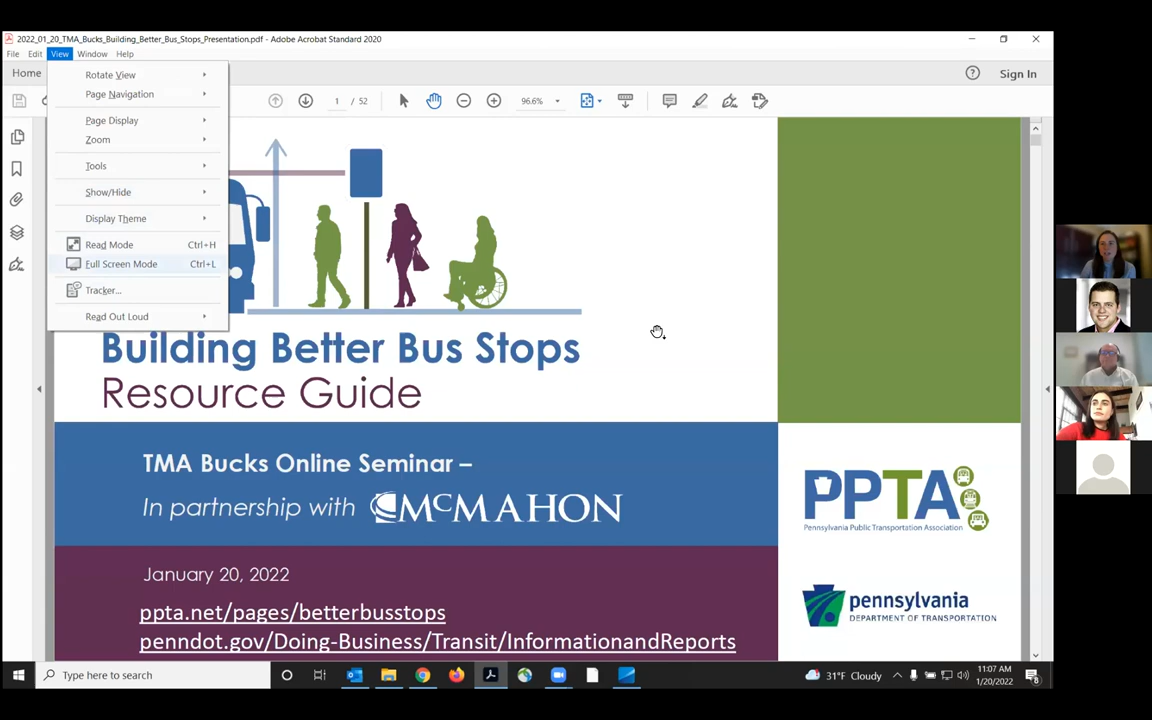 2022_01_20_TMA_Bucks_Building_Better_Bus_Stops_Presentation.pdf - Adobe Acrobat Standard 2020
File Edit View Window Help
Home
Sign In
1 / 52
96.6%
Rotate View
Page Navigation
Page Display
Zoom
Tools
Show/Hide
Display Theme
Read Mode Ctrl+H
Full Screen Mode Ctrl+L
Tracker...
Read Out Loud
Building Better Bus Stops
Resource Guide
TMA Bucks Online Seminar –
In partnership with McMAHON
January 20, 2022
ppta.net/pages/betterbusstops
penndot.gov/Doing-Business/Transit/InformationandReports
PPTA
Pennsylvania Public Transportation Association
pennsylvania
DEPARTMENT OF TRANSPORTATION
Type here to search
31°F Cloudy
11:07 AM
1/20/2022
8